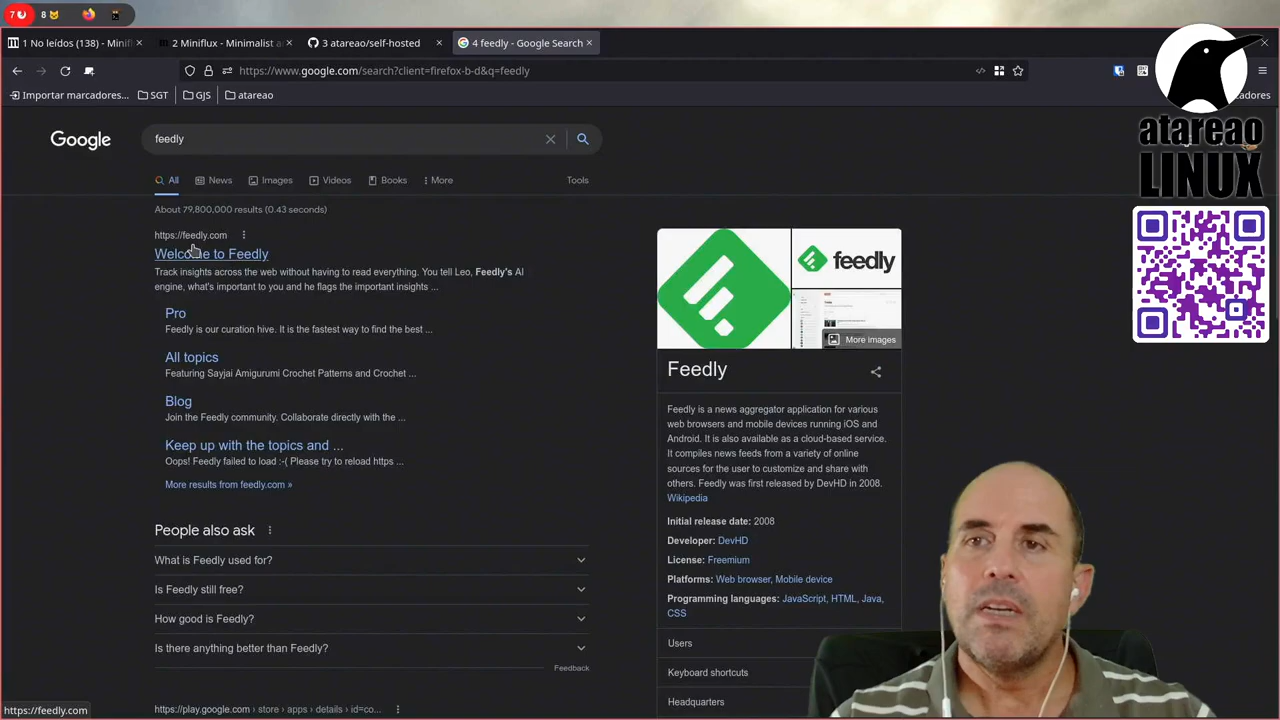 7
8
1 No leídos (138) - Minifl
2 Miniflux - Minimalist a
3 atareao/self-hosted
4 feedly - Google Search
https://www.google.com/search?client=firefox-b-d&q=feedly
Importar marcadores...
SGT
GJS
atareao
atareao
LINUX
Google
feedly
All
News
Images
Videos
Books
More
Tools
About 79,800,000 results (0.43 seconds)
https://feedly.com
Welcome to Feedly
Track insights across the web without having to read everything. You tell Leo, Feedly's AI
engine, what's important to you and he flags the important insights ...
Pro
Feedly is our curation hive. It is the fastest way to find the best ...
All topics
Featuring Sayjai Amigurumi Crochet Patterns and Crochet ...
Blog
Join the Feedly community. Collaborate directly with the ...
Keep up with the topics and ...
Oops! Feedly failed to load :-( Please try to reload https ...
More results from feedly.com »
People also ask
What is Feedly used for?
Is Feedly still free?
How good is Feedly?
Is there anything better than Feedly?
Feedback
https://play.google.com › store › apps › details › id=co...
feedly
More images
Feedly
Feedly is a news aggregator application for various
web browsers and mobile devices running iOS and
Android. It is also available as a cloud-based service.
It compiles news feeds from a variety of online
sources for the user to customize and share with
others. Feedly was first released by DevHD in 2008.
Wikipedia
Initial release date: 2008
Developer: DevHD
License: Freemium
Platforms: Web browser, Mobile device
Programming languages: JavaScript, HTML, Java,
CSS
Users
Keyboard shortcuts
Headquarters
https://feedly.com